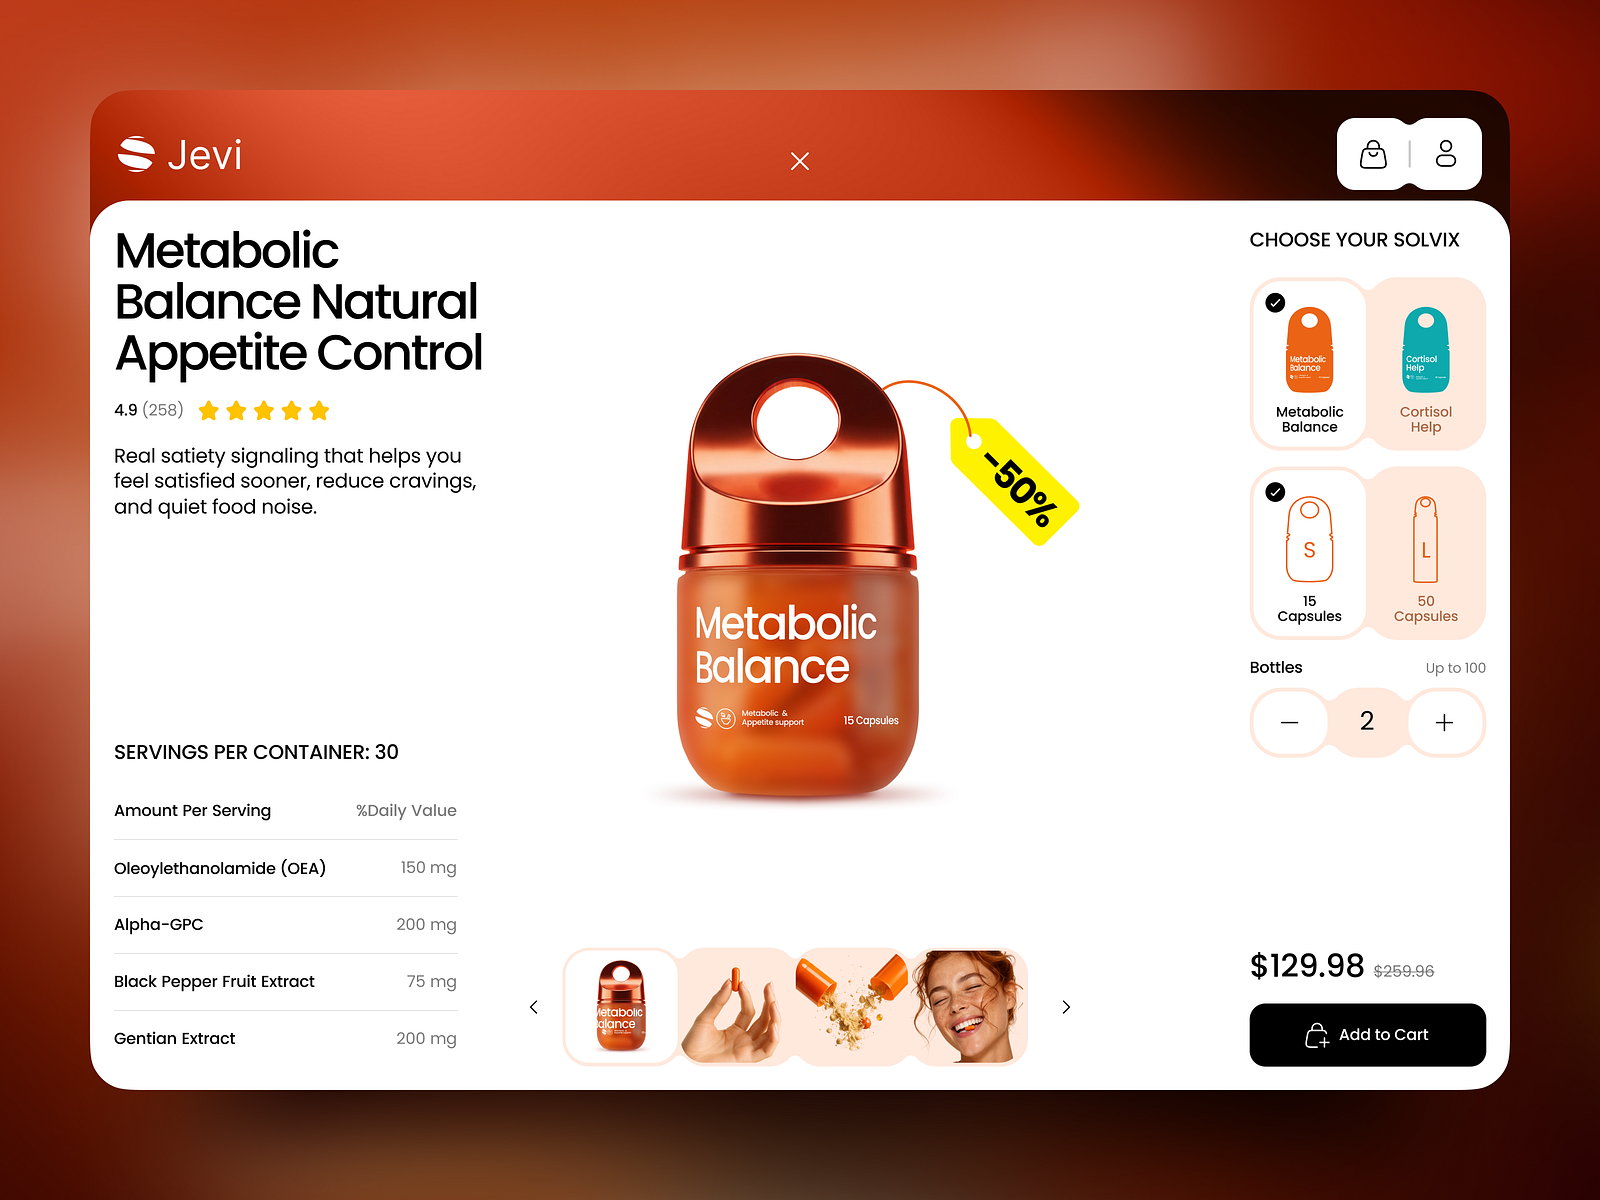 Jevi
Metabolic
Balance Natural
Appetite Control
4.9 (258)
Real satiety signaling that helps you
feel satisfied sooner, reduce cravings,
and quiet food noise.
SERVINGS PER CONTAINER: 30
Amount Per Serving %Daily Value
Oleoylethanolamide (OEA) 150 mg
Alpha-GPC 200 mg
Black Pepper Fruit Extract 75 mg
Gentian Extract 200 mg
-50%
Metabolic
Balance
Metabolic &
Appetite support
15 Capsules
Metabolic
Balance
CHOOSE YOUR SOLVIX
Metabolic
Balance
Metabolic
Balance
Cortisol
Help
Cortisol
Help
S
15
Capsules
L
50
Capsules
Bottles Up to 100
2
$129.98 $259.96
Add to Cart